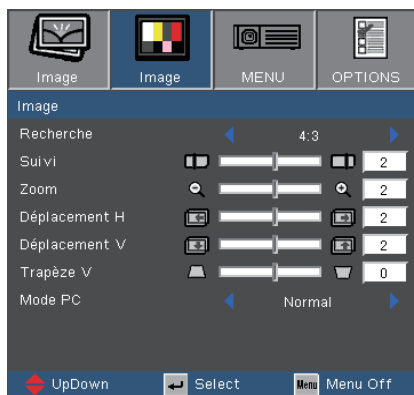 Image Image MENU OPTIONS
Image
Recherche 4:3
Suivi 2
Zoom 2
Déplacement H 2
Déplacement V 2
Trapèze V 0
Mode PC Normal
UpDown Select Menu Menu Off